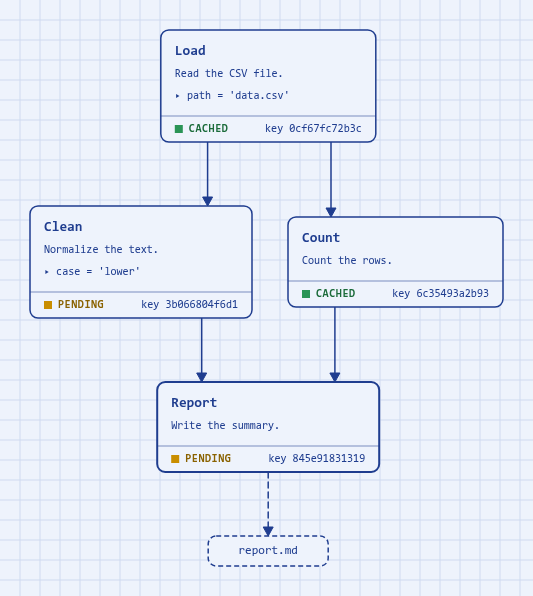 Load
Read the CSV file.
▸ path = 'data.csv'
CACHED key 0cf67fc72b3c
Clean
Normalize the text.
▸ case = 'lower'
PENDING key 3b066804f6d1
Count
Count the rows.
CACHED key 6c35493a2b93
Report
Write the summary.
PENDING key 845e91831319
report.md